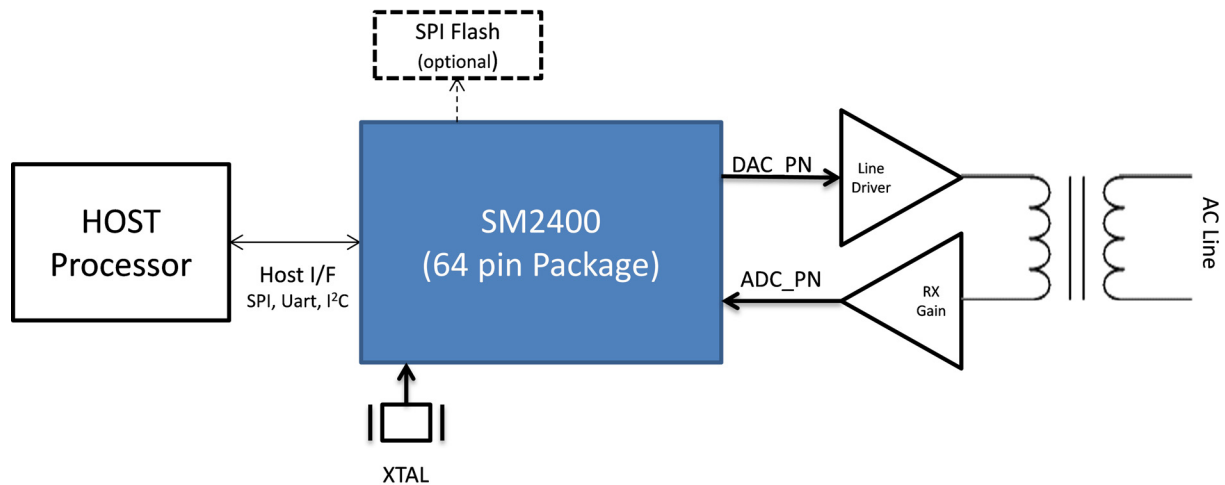 SPI Flash
(optional)
HOST
Processor
Host I/F
SPI, Uart, I²C
SM2400
(64 pin Package)
DAC_PN
ADC_PN
Line
Driver
RX
Gain
AC Line
XTAL